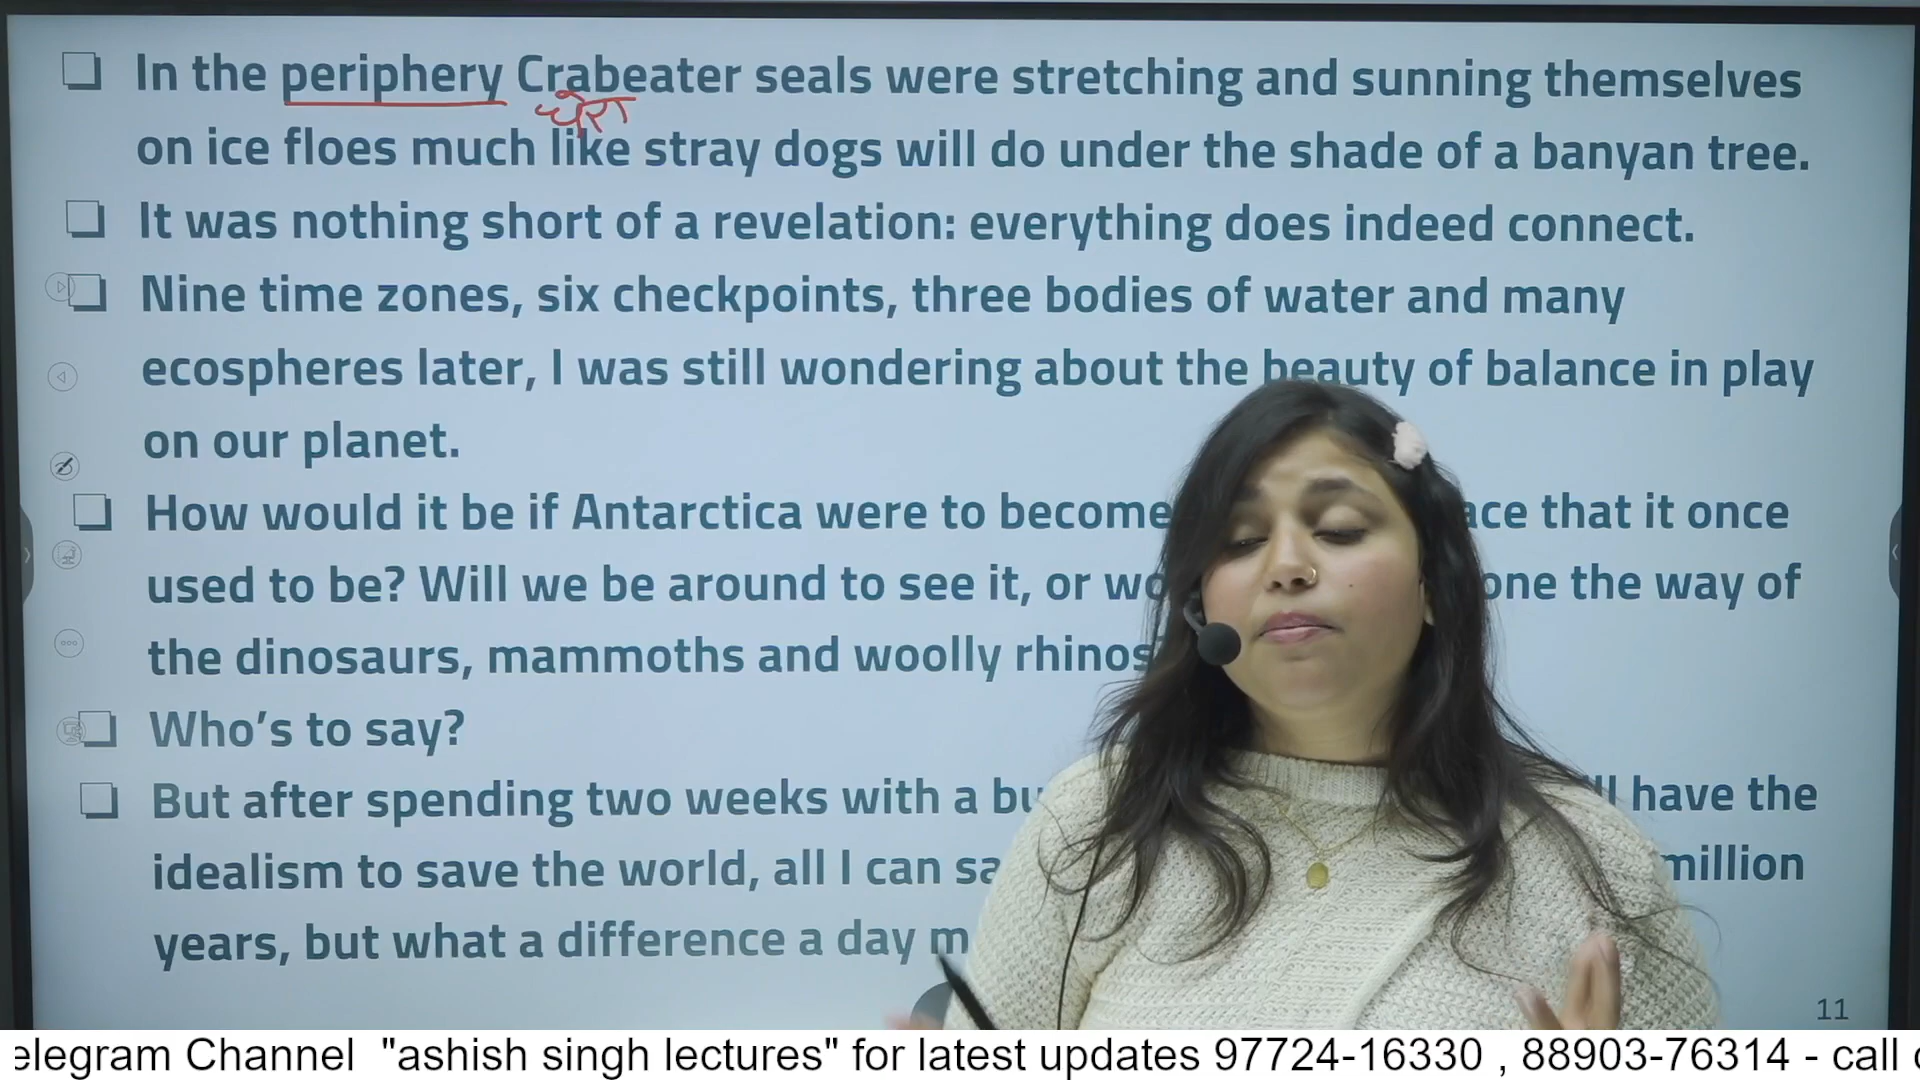 In the periphery Crabeater seals were stretching and sunning themselves
घेरा
on ice floes much like stray dogs will do under the shade of a banyan tree.
It was nothing short of a revelation: everything does indeed connect.
Nine time zones, six checkpoints, three bodies of water and many
ecospheres later, I was still wondering about the beauty of balance in play
on our planet.
How would it be if Antarctica were to become that it once
used to be? Will we be around to see it, or the way of
the dinosaurs, mammoths and woolly rhinos
Who's to say?
But after spending two weeks with a have the
idealism to save the world, all I can million
years, but what a difference a day
11
elegram Channel "ashish singh lectures" for latest updates 97724-16330 , 88903-76314 - call